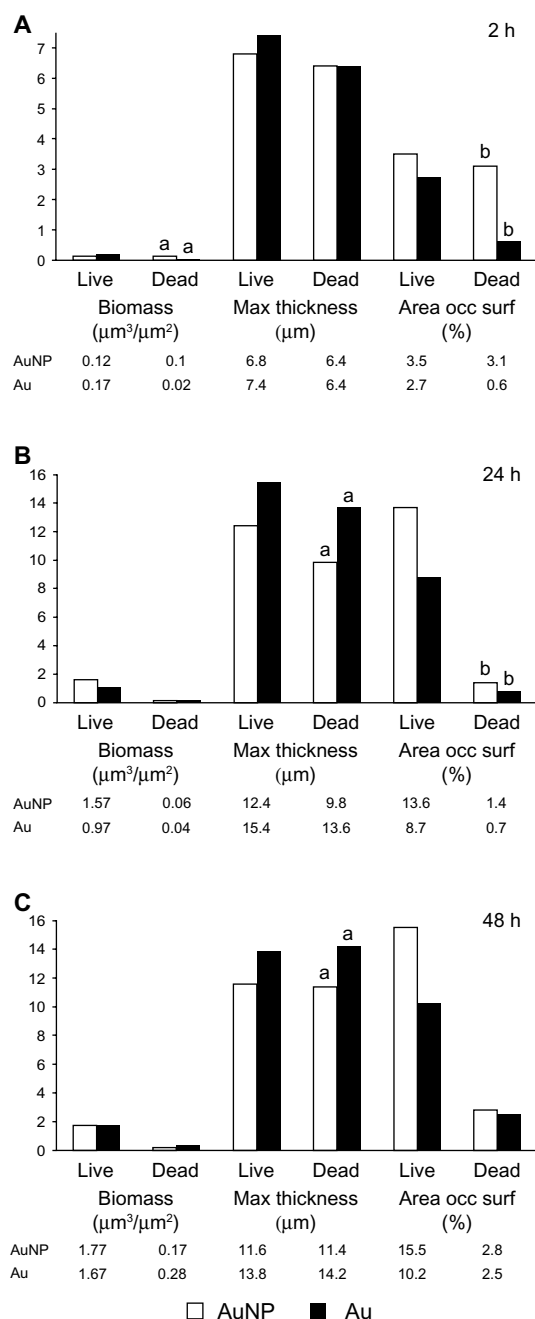 A
2 h
7
6
5
4
3
2
1
0
a a
b
b
Live Dead Live Dead Live Dead
Biomass Max thickness Area occ surf
(μm³/μm²) (μm) (%)
AuNP 0.12 0.1 6.8 6.4 3.5 3.1
Au 0.17 0.02 7.4 6.4 2.7 0.6
B
24 h
16
14
12
10
8
6
4
2
0
a
a
b b
Live Dead Live Dead Live Dead
Biomass Max thickness Area occ surf
(μm³/μm²) (μm) (%)
AuNP 1.57 0.06 12.4 9.8 13.6 1.4
Au 0.97 0.04 15.4 13.6 8.7 0.7
C
48 h
16
14
12
10
8
6
4
2
0
a
a
Live Dead Live Dead Live Dead
Biomass Max thickness Area occ surf
(μm³/μm²) (μm) (%)
AuNP 1.77 0.17 11.6 11.4 15.5 2.8
Au 1.67 0.28 13.8 14.2 10.2 2.5
AuNP Au